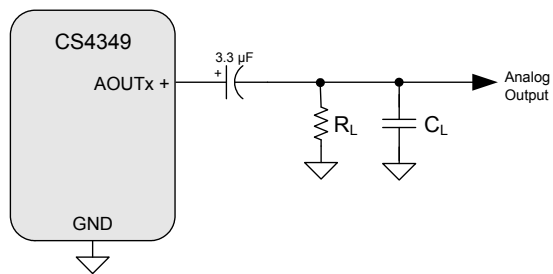 CS4349
3.3 µF
+
AOUTx +
Analog
Output
RL
CL
GND